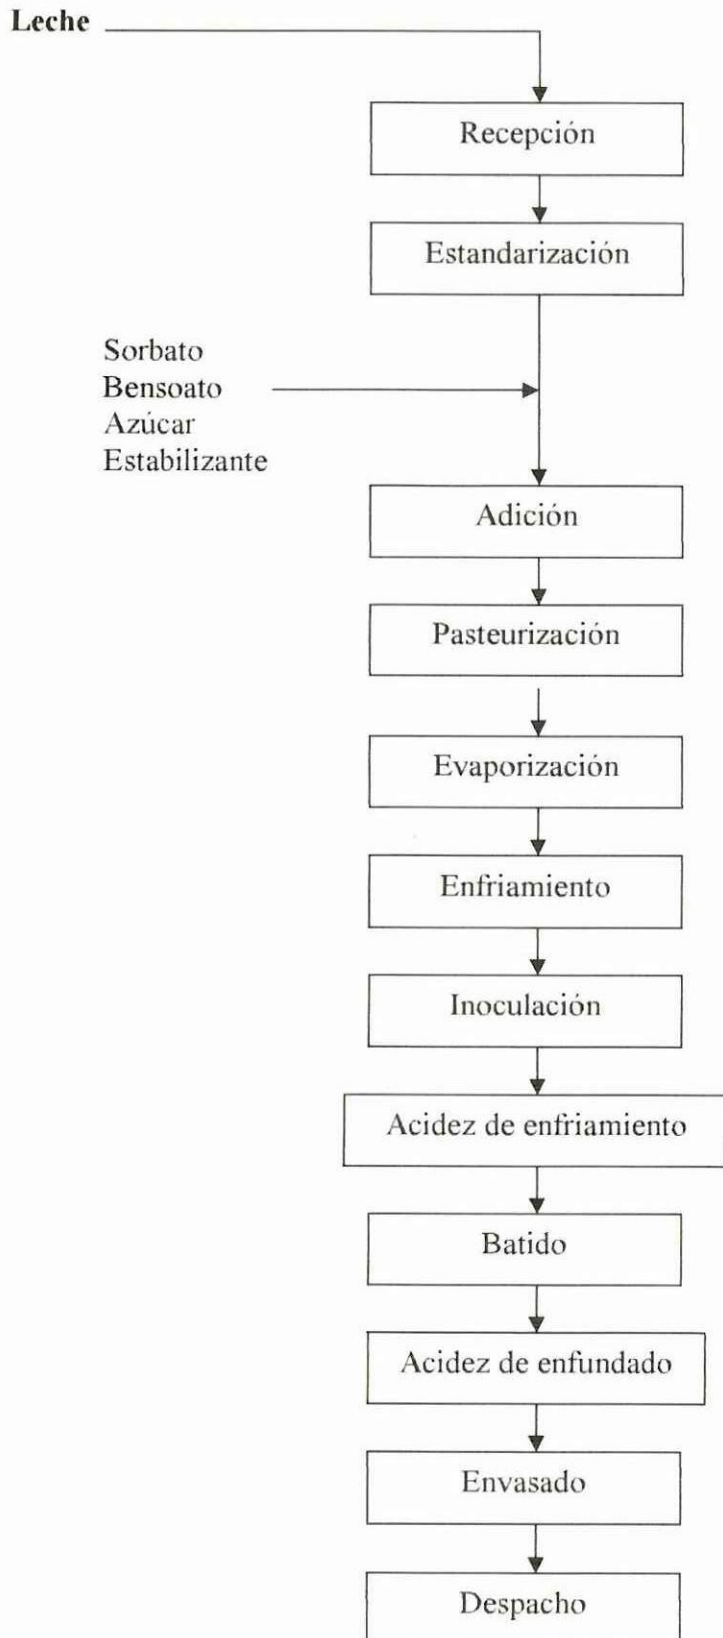 Leche
Recepción
Estandarización
Sorbato
Bensoato
Azúcar
Estabilizante
Adición
Pasteurización
Evaporización
Enfriamiento
Inoculación
Acidez de enfriamiento
Batido
Acidez de enfundado
Envasado
Despacho